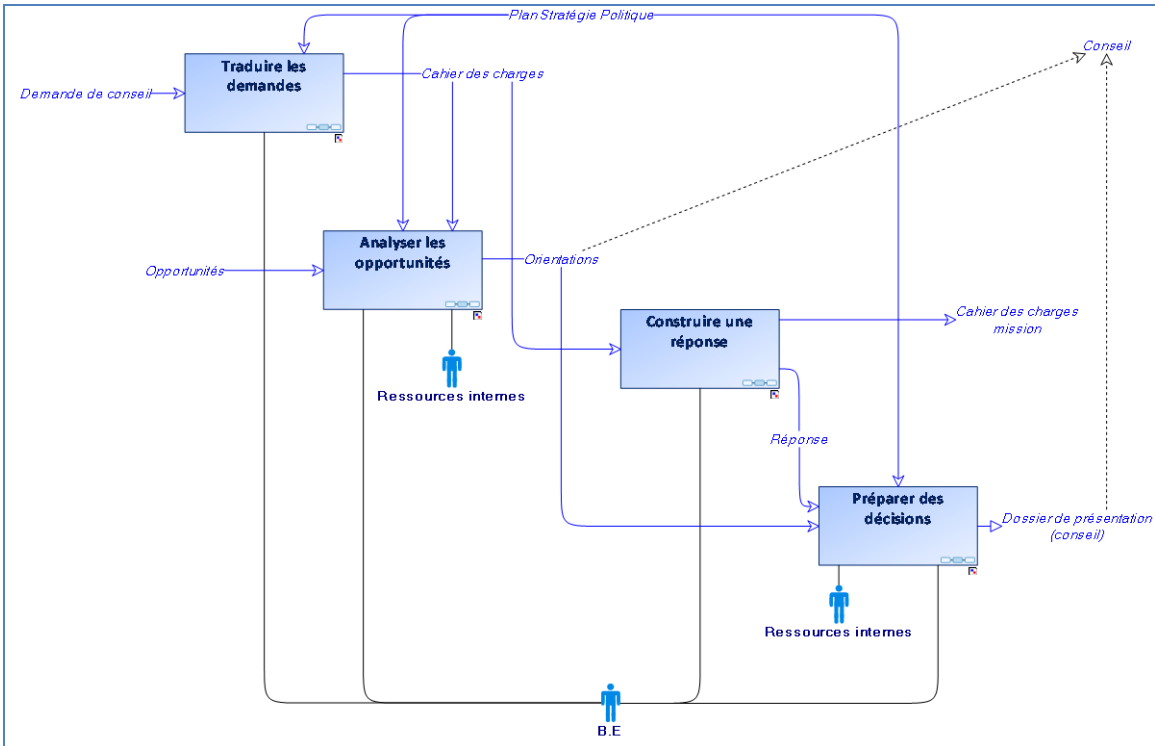 Plan Stratégie Politique
Conseil
Traduire les
demandes
Cahier des charges
Demande de conseil
Analyser les
opportunités
Orientations
Opportunités
Cahier des charges
mission
Construire une
réponse
Ressources internes
Réponse
Préparer des
décisions
Dossier de présentation
(conseil)
Ressources internes
B.E